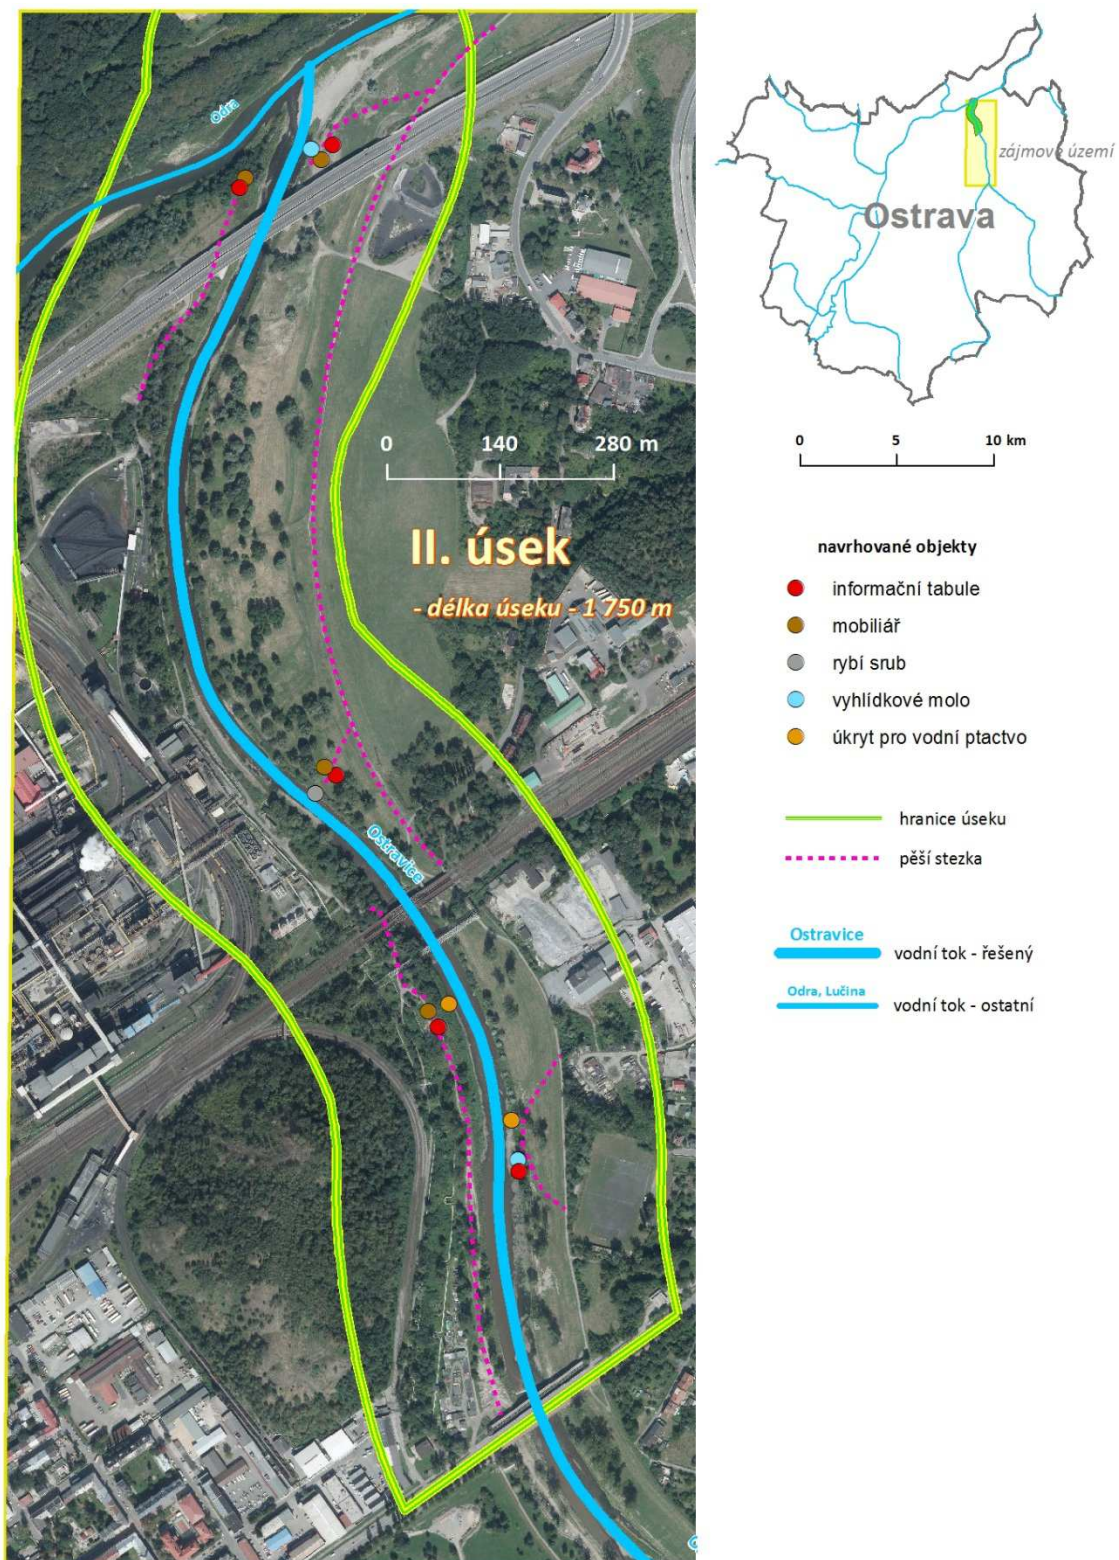 Odra
0 140 280 m
II. úsek
- délka úseku - 1 750 m
Ostravice
zájmové území
Ostrava
0 5 10 km
navrhované objekty
informační tabule
mobiliář
rybí srub
vyhlídkové molo
úkryt pro vodní ptactvo
hranice úseku
pěší stezka
Ostravice
vodní tok - řešený
Odra, Lučina
vodní tok - ostatní